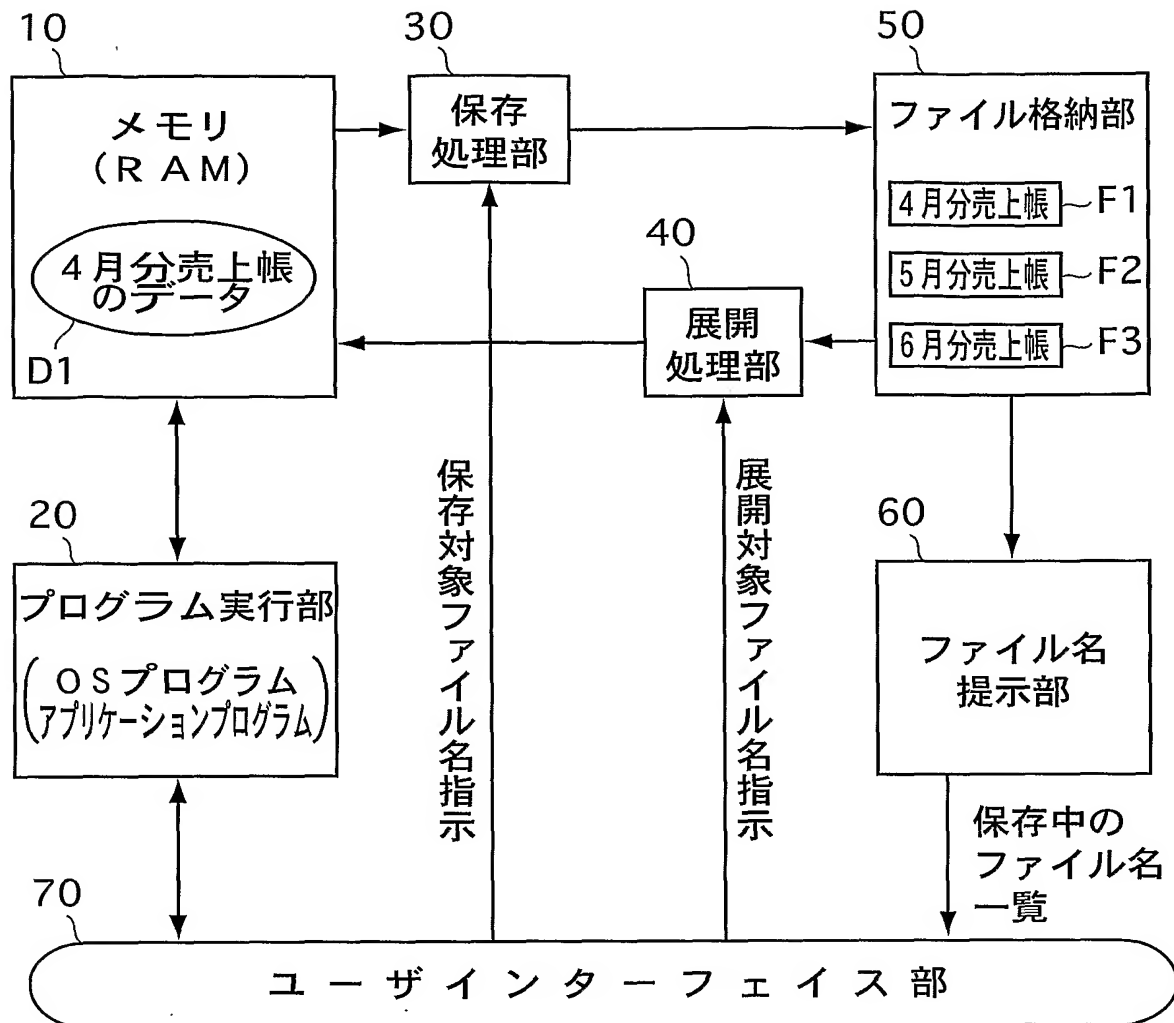 10
メモリ
(RAM)
4月分売上帳
のデータ
D1
30
保存
処理部
50
ファイル格納部
4月分売上帳
F1
5月分売上帳
F2
6月分売上帳
F3
40
展開
処理部
20
プログラム実行部
(OSプログラム
アプリケーションプログラム)
保存対象ファイル名指示
展開対象ファイル名指示
60
ファイル名
提示部
保存中の
ファイル名
一覧
70
ユーザインターフェイス部